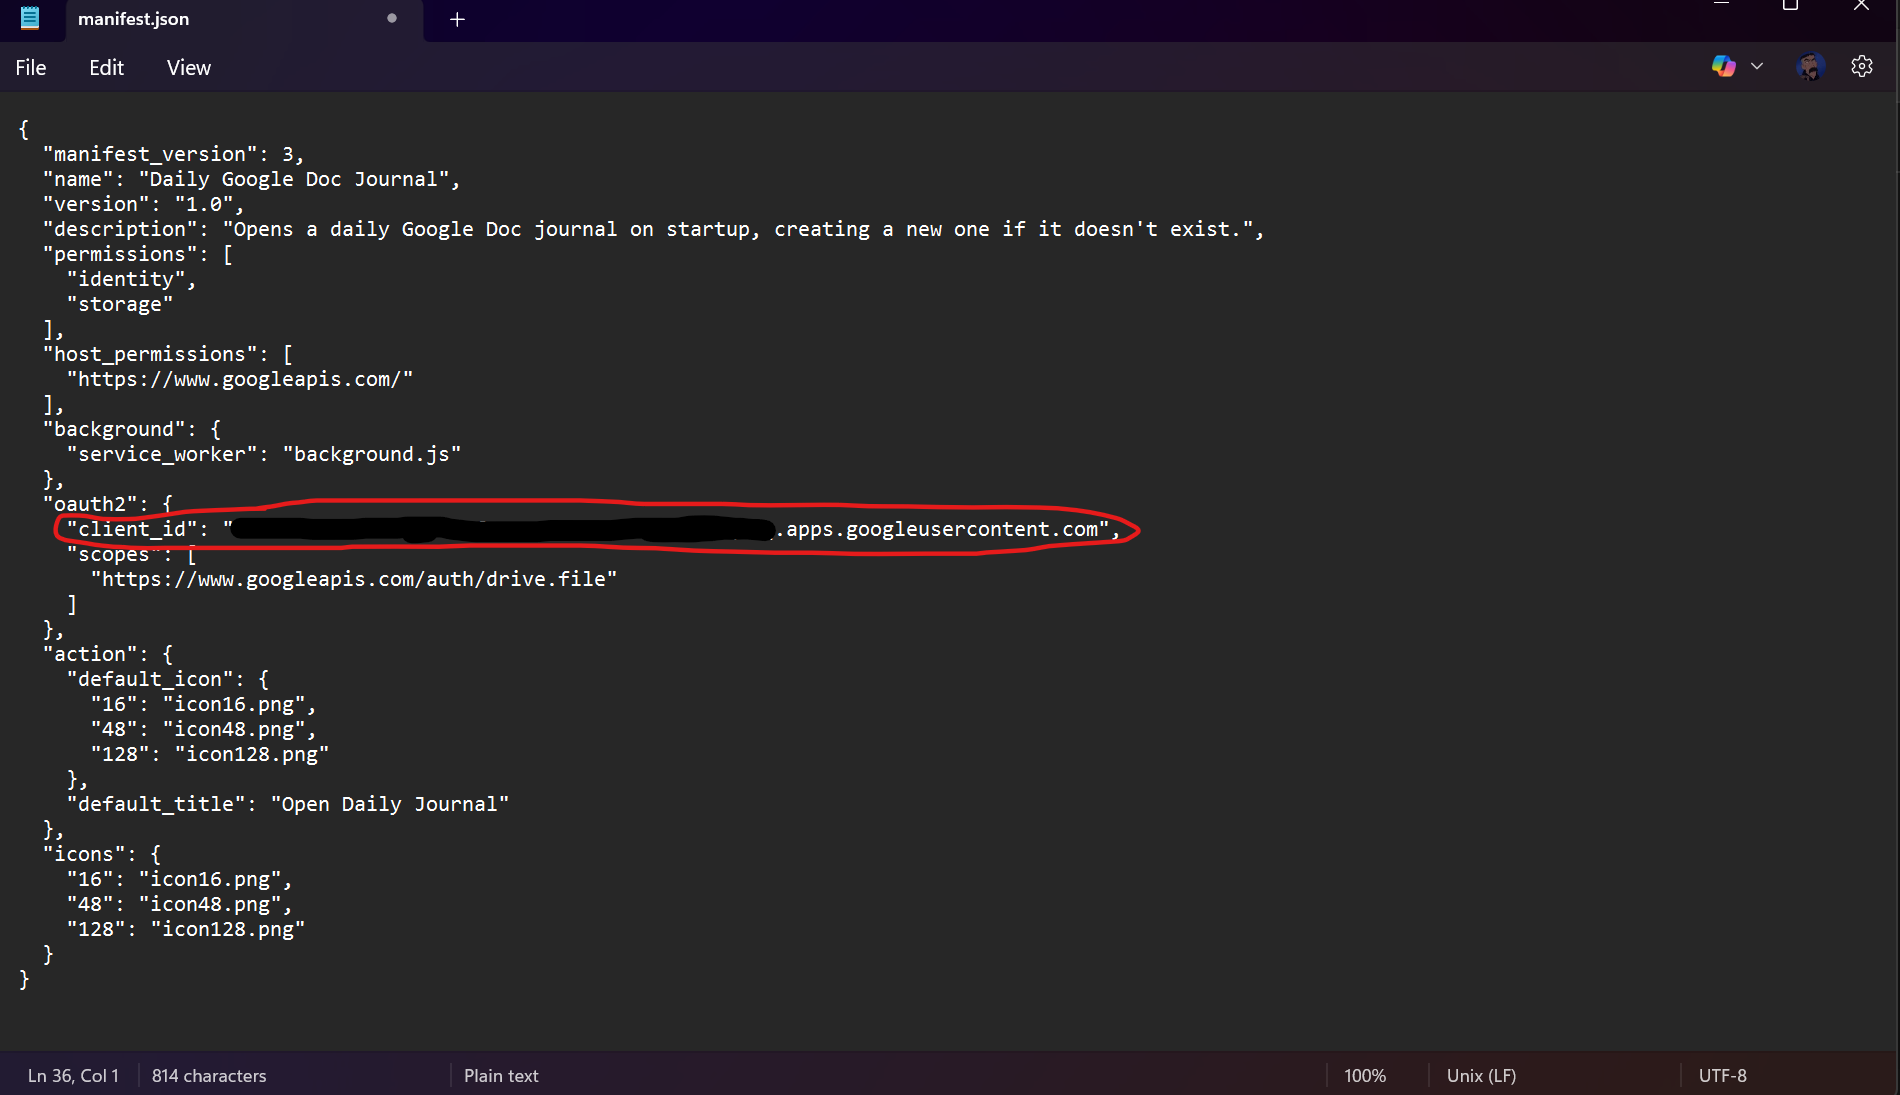 manifest.json
File Edit View
{
  "manifest_version": 3,
  "name": "Daily Google Doc Journal",
  "version": "1.0",
  "description": "Opens a daily Google Doc journal on startup, creating a new one if it doesn't exist.",
  "permissions": [
    "identity",
    "storage"
  ],
  "host_permissions": [
    "https://www.googleapis.com/"
  ],
  "background": {
    "service_worker": "background.js"
  },
  "oauth2": {
    "client_id": " .apps.googleusercontent.com",
    "scopes": [
      "https://www.googleapis.com/auth/drive.file"
    ]
  },
  "action": {
    "default_icon": {
      "16": "icon16.png",
      "48": "icon48.png",
      "128": "icon128.png"
    },
    "default_title": "Open Daily Journal"
  },
  "icons": {
    "16": "icon16.png",
    "48": "icon48.png",
    "128": "icon128.png"
  }
}
Ln 36, Col 1 814 characters Plain text 100% Unix (LF) UTF-8